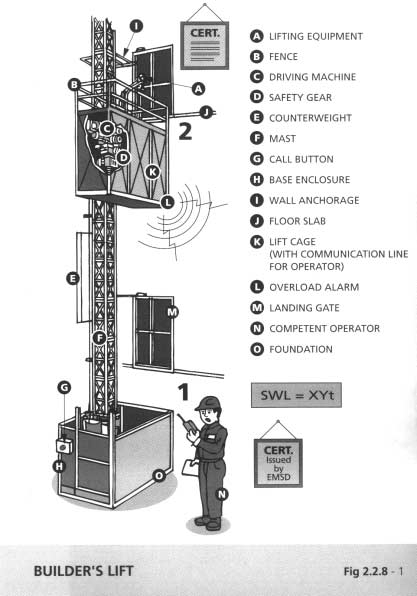 CERT.
A LIFTING EQUIPMENT
B FENCE
C DRIVING MACHINE
D SAFETY GEAR
E COUNTERWEIGHT
F MAST
G CALL BUTTON
H BASE ENCLOSURE
I WALL ANCHORAGE
J FLOOR SLAB
K LIFT CAGE
(WITH COMMUNICATION LINE
FOR OPERATOR)
L OVERLOAD ALARM
M LANDING GATE
N COMPETENT OPERATOR
O FOUNDATION
I
B
A
J
C
2
D
K
L
E
M
F
G
1
H
O
N
SWL = XYt
CERT.
Issued
by
EMSD
BUILDER'S LIFT
Fig 2.2.8 - 1